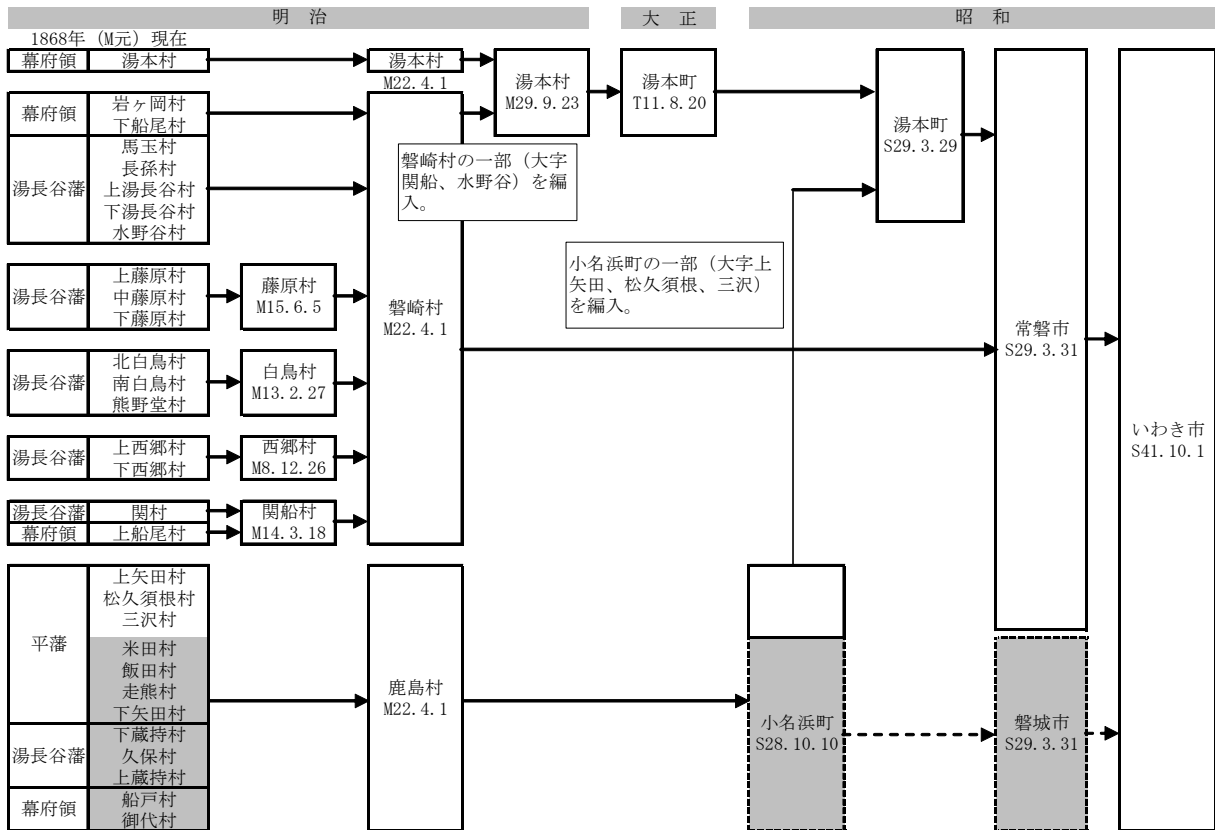 明 治
大 正
昭 和
1868年（M元）現在
幕府領
湯本村
湯本村
M22.4.1
湯本村
M29.9.23
湯本町
T11.8.20
湯本町
S29.3.29
幕府領
岩ヶ岡村
下船尾村
湯長谷藩
馬玉村
長孫村
上湯長谷村
下湯長谷村
水野谷村
磐崎村の一部（大字
関船、水野谷）を編
入。
湯長谷藩
上藤原村
中藤原村
下藤原村
藤原村
M15.6.5
磐崎村
M22.4.1
小名浜町の一部（大字上
矢田、松久須根、三沢）
を編入。
常磐市
S29.3.31
湯長谷藩
北白鳥村
南白鳥村
熊野堂村
白鳥村
M13.2.27
いわき市
S41.10.1
湯長谷藩
上西郷村
下西郷村
西郷村
M8.12.26
湯長谷藩
関村
幕府領
上船尾村
関船村
M14.3.18
平藩
上矢田村
松久須根村
三沢村
米田村
飯田村
走熊村
下矢田村
湯長谷藩
下蔵持村
久保村
上蔵持村
幕府領
船戸村
御代村
鹿島村
M22.4.1
小名浜町
S28.10.10
磐城市
S29.3.31